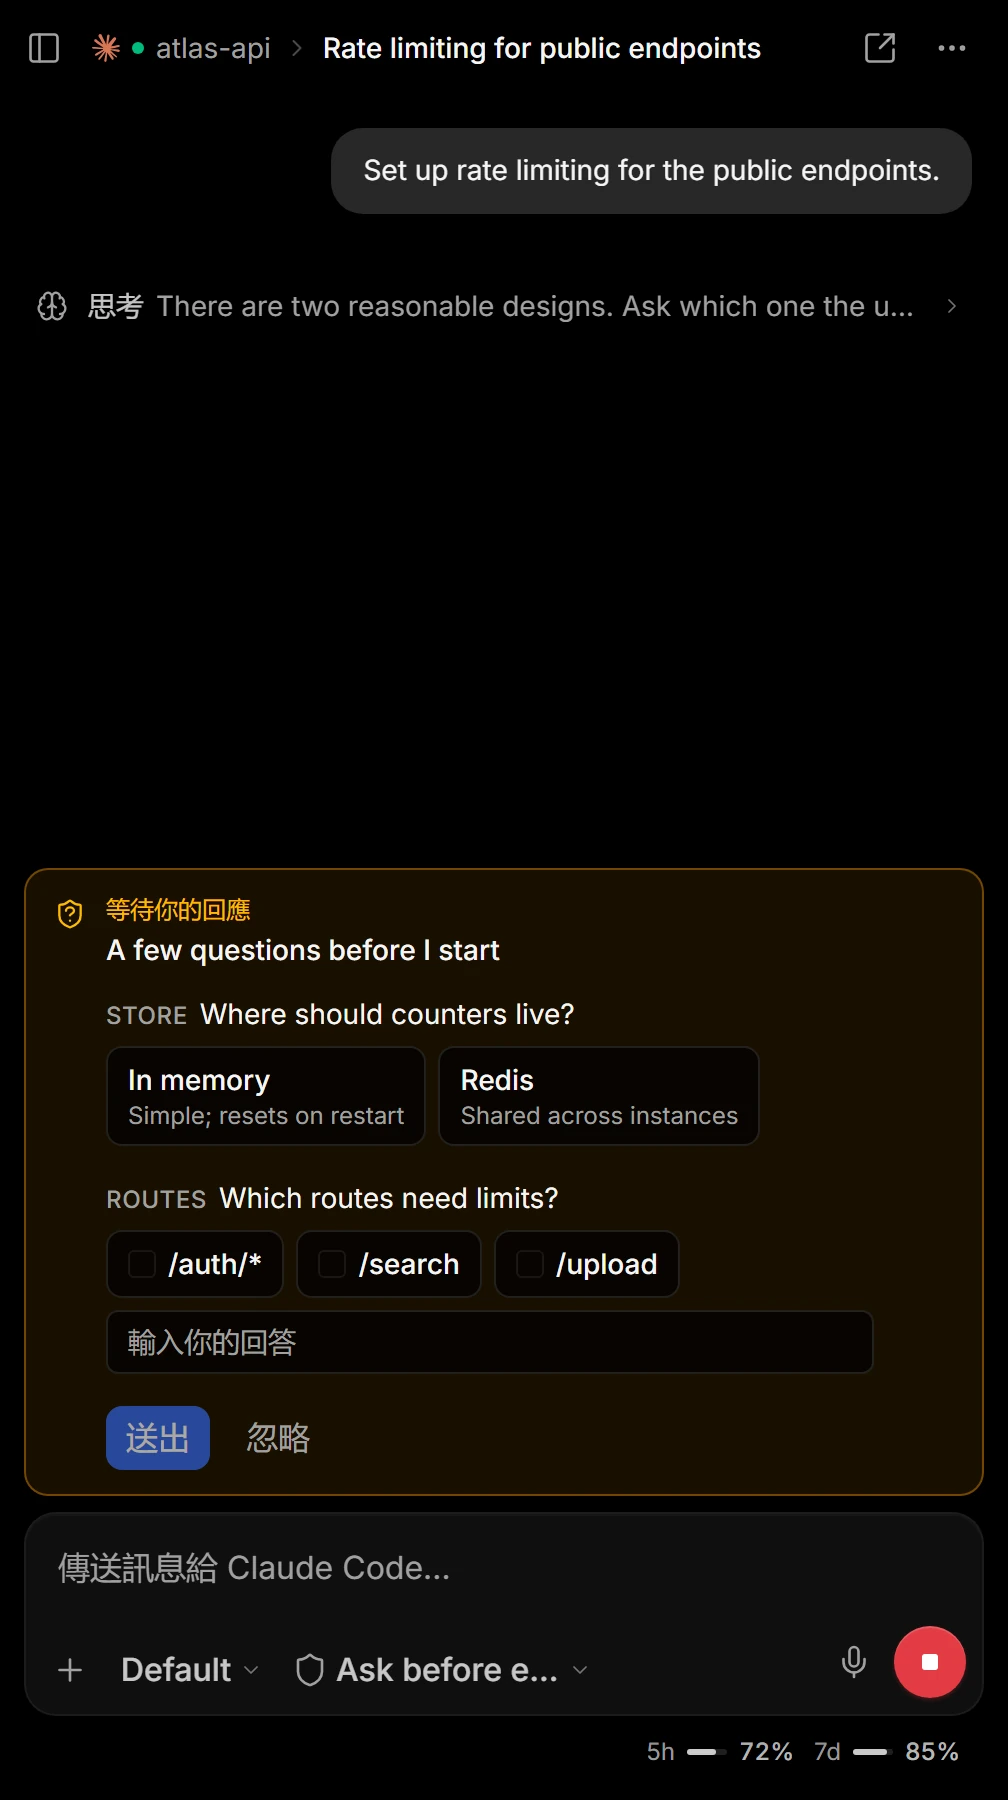 atlas-api > Rate limiting for public endpoints
Set up rate limiting for the public endpoints.
思考 There are two reasonable designs. Ask which one the u...
等待你的回應
A few questions before I start
STORE Where should counters live?
In memory
Simple; resets on restart
Redis
Shared across instances
ROUTES Which routes need limits?
/auth/* /search /upload
輸入你的回答
送出 忽略
傳送訊息給 Claude Code...
Default Ask before e...
5h 72% 7d 85%